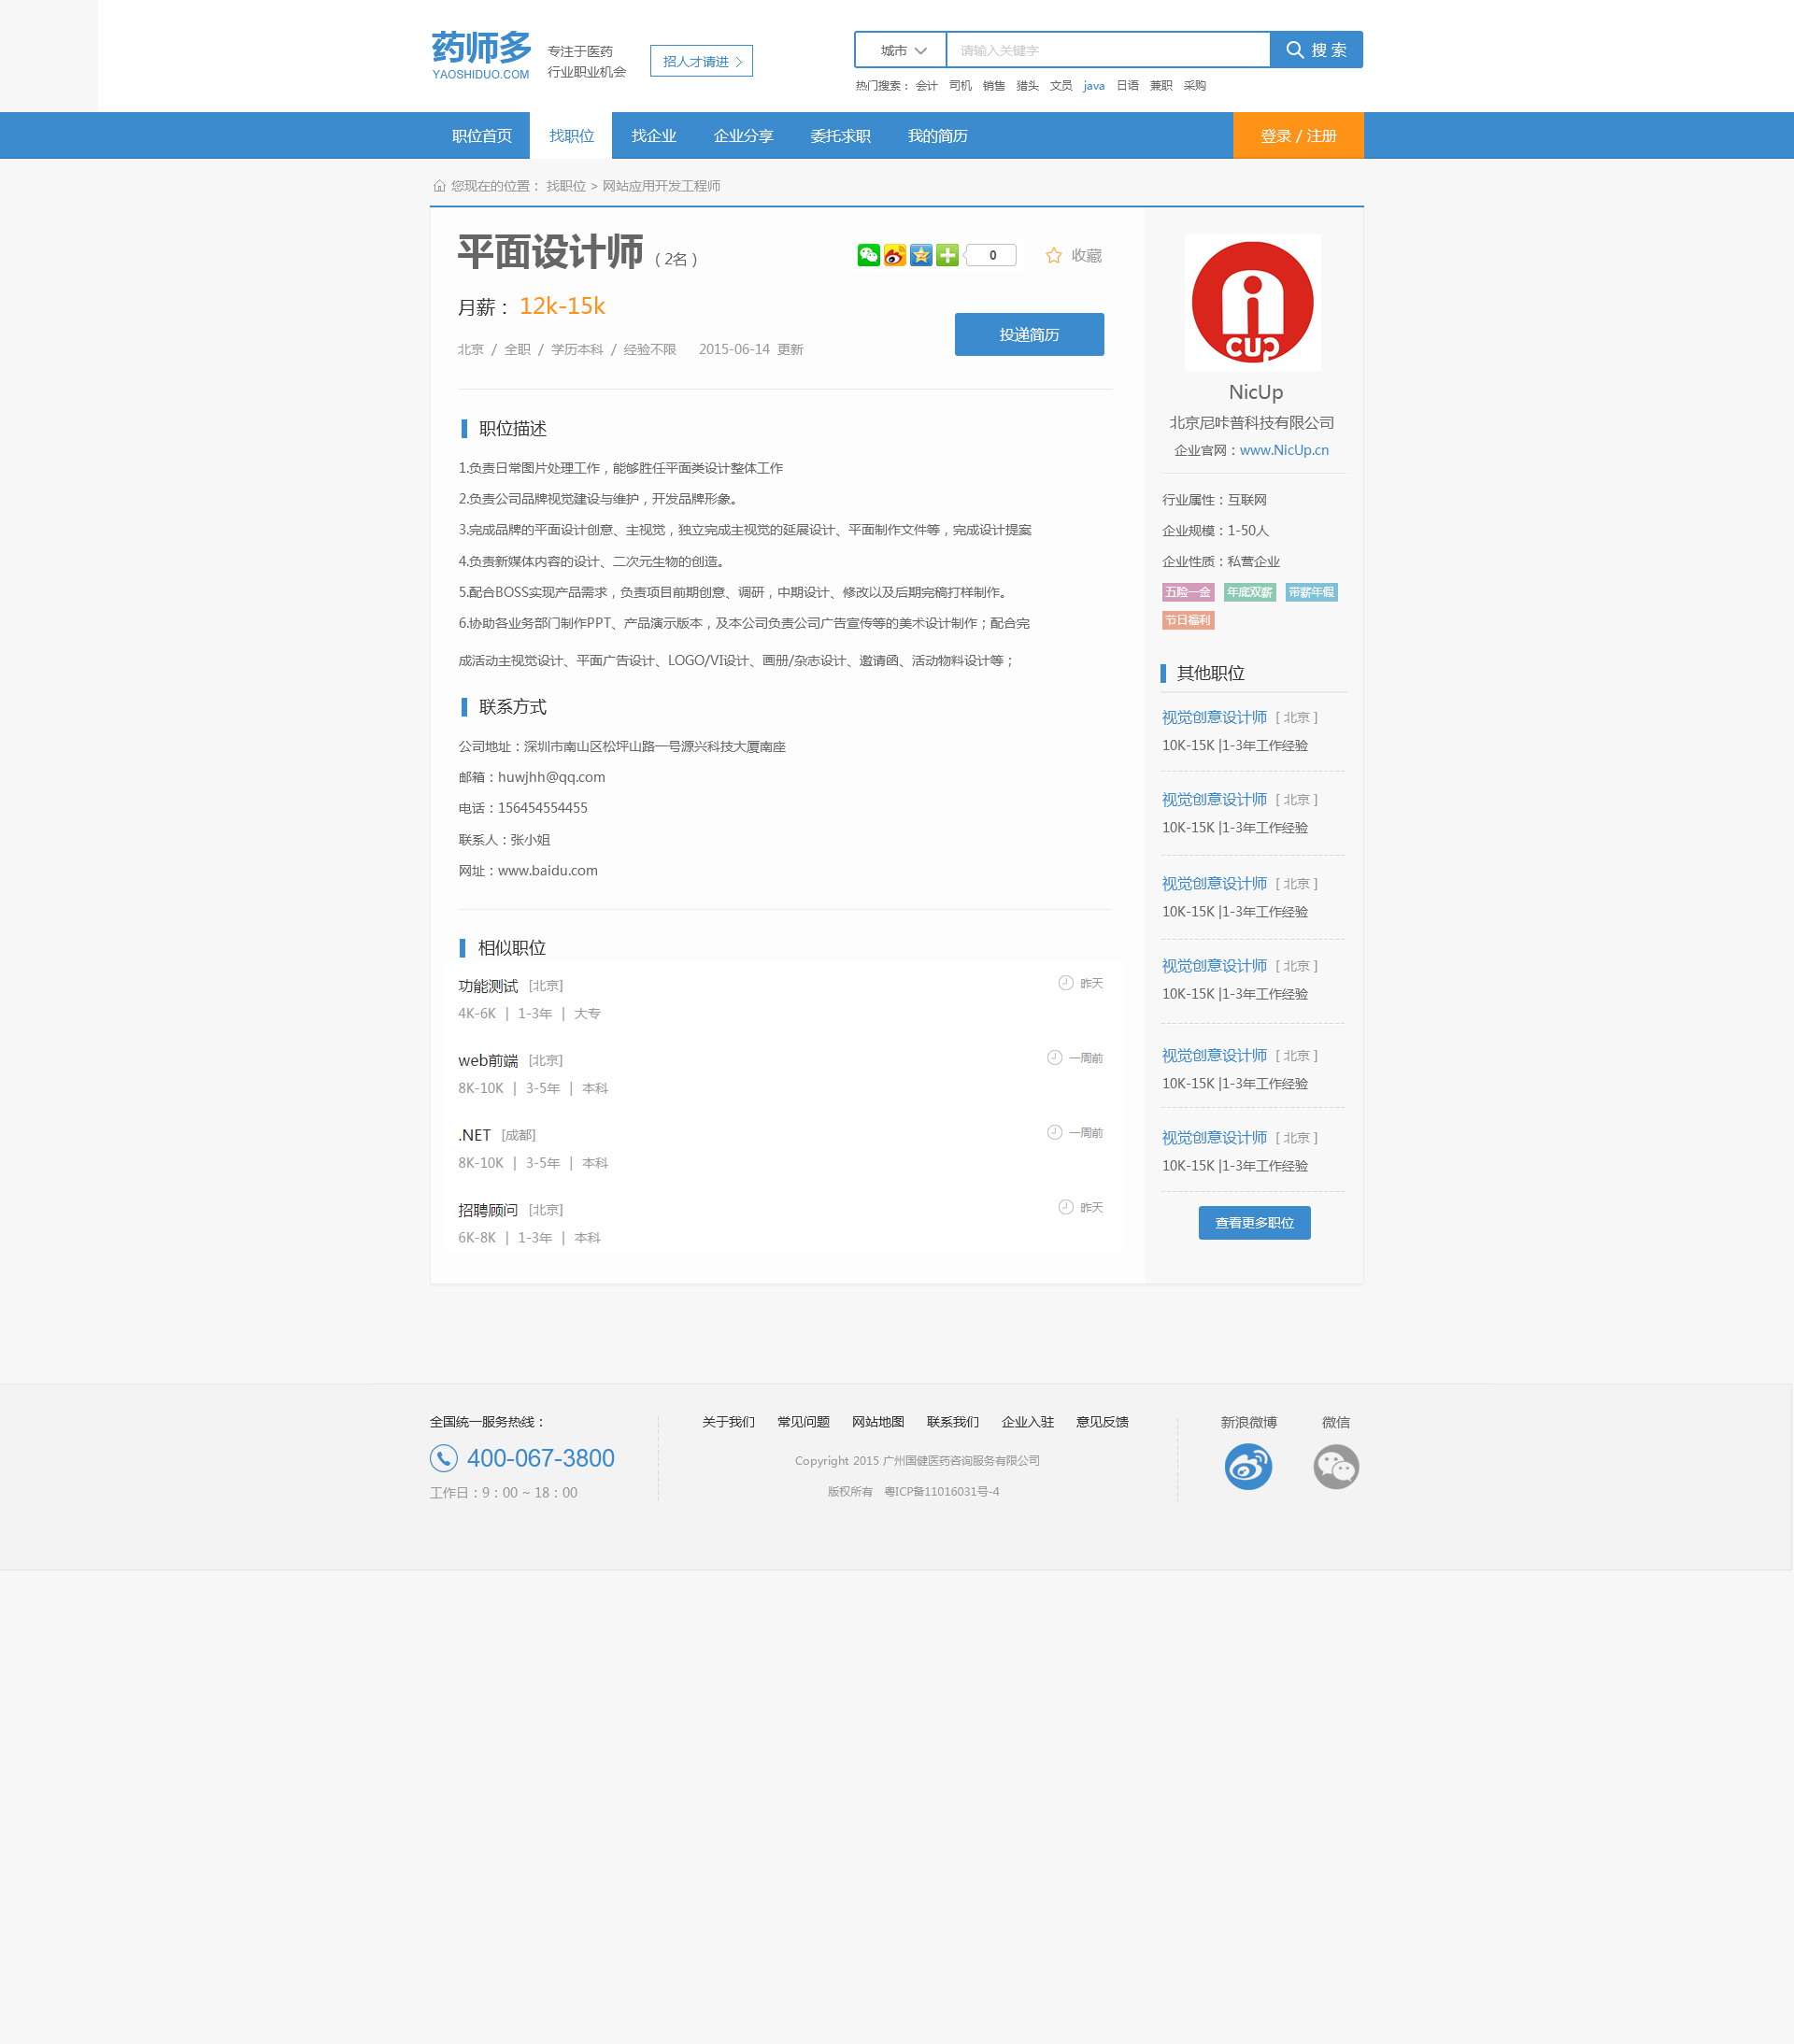 药师多
YAOSHIDUO.COM
专注于医药
行业职业机会
招人才请进
城市 请输入关键字 搜 索
热门搜索： 会计 司机 销售 猎头 文员 java 日语 兼职 采购
职位首页 找职位 找企业 企业分享 委托求职 我的简历 登录 / 注册
您现在的位置： 找职位 > 网站应用开发工程师
平面设计师 （ 2名 ）
0 收藏
月薪： 12k-15k
投递简历
北京 / 全职 / 学历本科 / 经验不限 2015-06-14 更新
职位描述
1.负责日常图片处理工作，能够胜任平面类设计整体工作
2.负责公司品牌视觉建设与维护，开发品牌形象。
3.完成品牌的平面设计创意、主视觉，独立完成主视觉的延展设计、平面制作文件等，完成设计提案
4.负责新媒体内容的设计、二次元生物的创造。
5.配合BOSS实现产品需求，负责项目前期创意、调研，中期设计、修改以及后期完稿打样制作。
6.协助各业务部门制作PPT、产品演示版本，及本公司负责公司广告宣传等的美术设计制作；配合完
成活动主视觉设计、平面广告设计、LOGO/VI设计、画册/杂志设计、邀请函、活动物料设计等；
联系方式
公司地址：深圳市南山区松坪山路一号源兴科技大厦南座
邮箱：huwjhh@qq.com
电话：156454554455
联系人：张小姐
网址：www.baidu.com
相似职位
功能测试 [北京] 昨天
4K-6K | 1-3年 | 大专
web前端 [北京] 一周前
8K-10K | 3-5年 | 本科
.NET [成都] 一周前
8K-10K | 3-5年 | 本科
招聘顾问 [北京] 昨天
6K-8K | 1-3年 | 本科
cup
NicUp
北京尼咔普科技有限公司
企业官网：www.NicUp.cn
行业属性：互联网
企业规模：1-50人
企业性质：私营企业
五险一金 年底双薪 带薪年假
节日福利
其他职位
视觉创意设计师 [ 北京 ]
10K-15K |1-3年工作经验
视觉创意设计师 [ 北京 ]
10K-15K |1-3年工作经验
视觉创意设计师 [ 北京 ]
10K-15K |1-3年工作经验
视觉创意设计师 [ 北京 ]
10K-15K |1-3年工作经验
视觉创意设计师 [ 北京 ]
10K-15K |1-3年工作经验
视觉创意设计师 [ 北京 ]
10K-15K |1-3年工作经验
查看更多职位
全国统一服务热线：
400-067-3800
工作日：9：00 ~ 18：00
关于我们 常见问题 网站地图 联系我们 企业入驻 意见反馈
Copyright 2015 广州国健医药咨询服务有限公司
版权所有 粤ICP备11016031号-4
新浪微博 微信